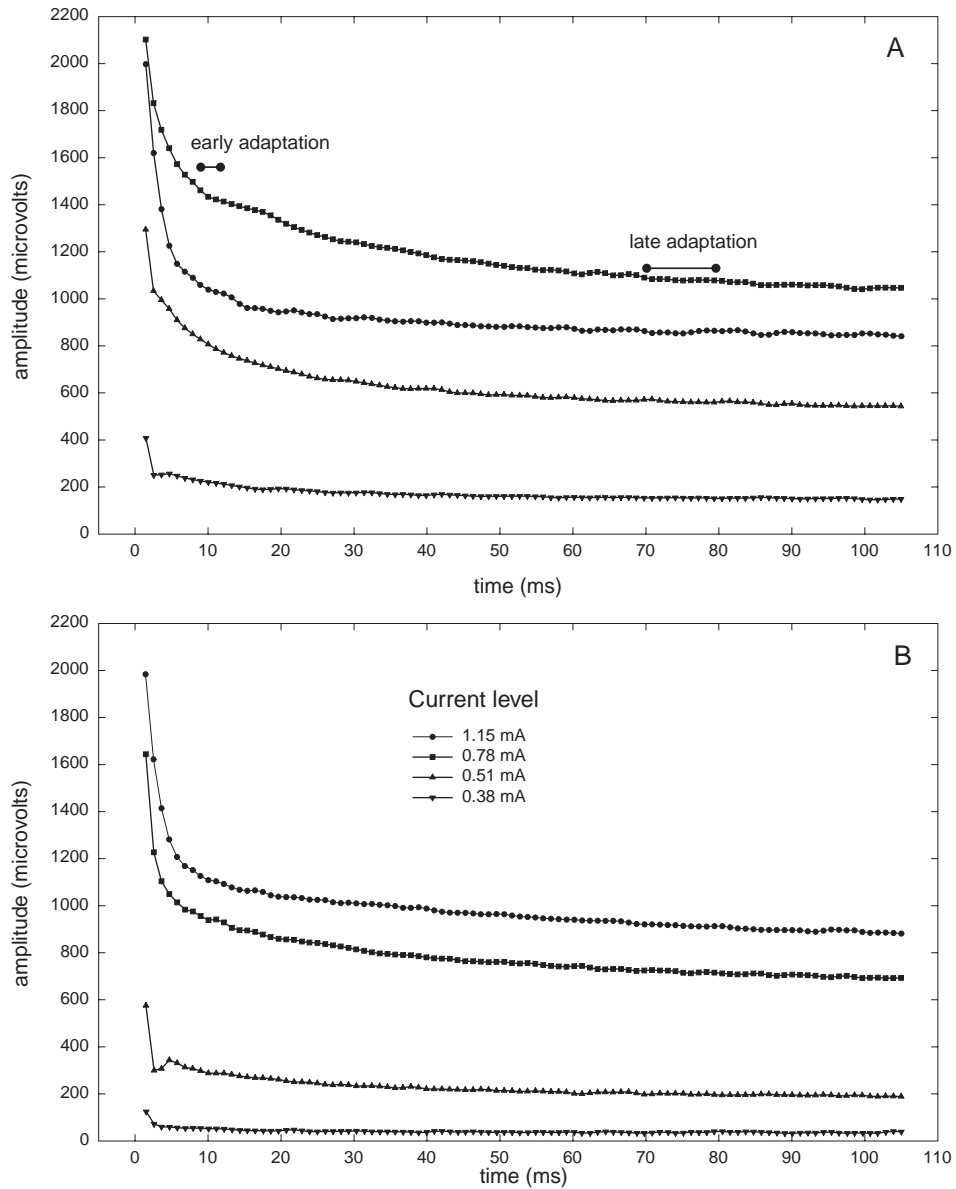 2200
2000
1800
1600
1400
1200
1000
800
600
400
200
0
amplitude (microvolts)
A
early adaptation
late adaptation
0 10 20 30 40 50 60 70 80 90 100 110
time (ms)
2200
2000
1800
1600
1400
1200
1000
800
600
400
200
0
amplitude (microvolts)
B
Current level
1.15 mA
0.78 mA
0.51 mA
0.38 mA
0 10 20 30 40 50 60 70 80 90 100 110
time (ms)